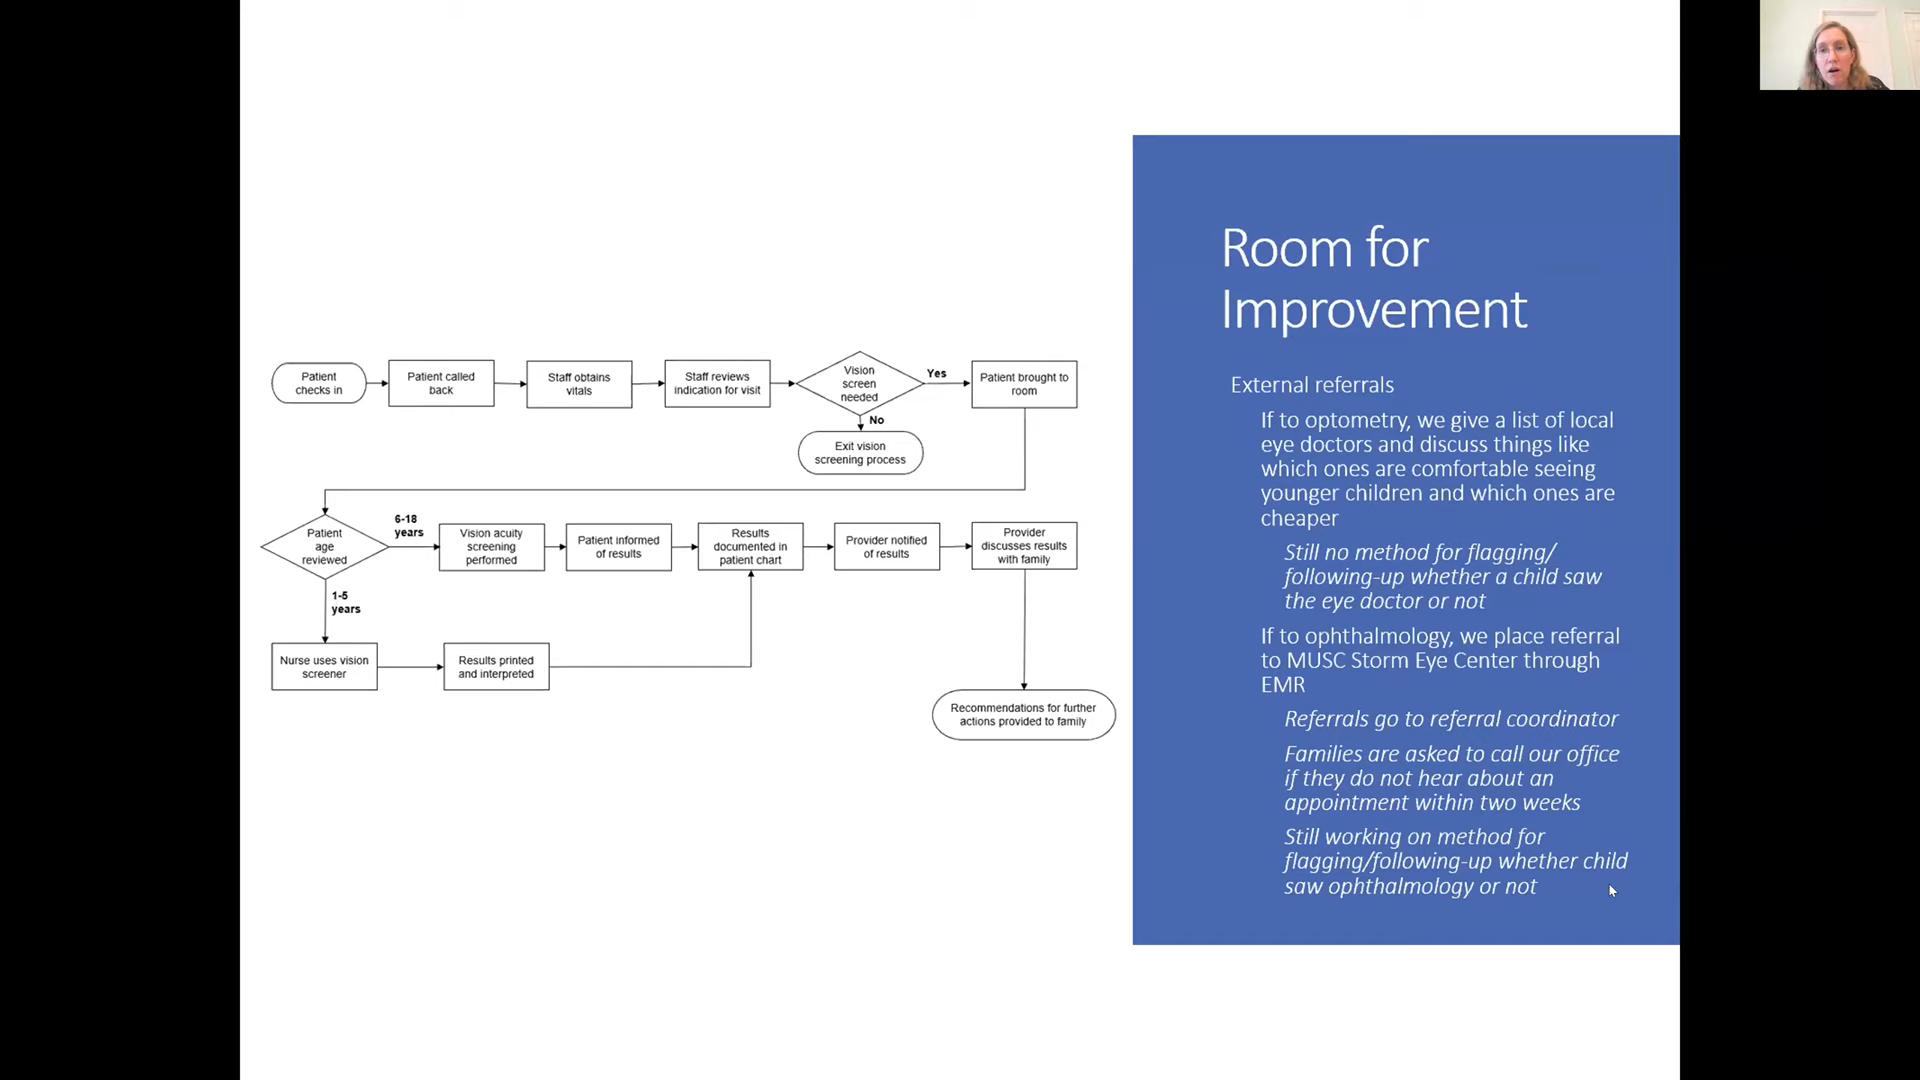 Room for
Improvement
Patient
checks in
Patient called
back
Staff obtains
vitals
Staff reviews
indication for visit
Vision
screen
needed
Yes
No
Patient brought to
room
Exit vision
screening process
Patient
age
reviewed
6-18
years
Vision acuity
screening
performed
Patient informed
of results
Results
documented in
patient chart
Provider notified
of results
Provider
discusses results
with family
1-5
years
Nurse uses vision
screener
Results printed
and interpreted
Recommendations for further
actions provided to family
External referrals
If to optometry, we give a list of local
eye doctors and discuss things like
which ones are comfortable seeing
younger children and which ones are
cheaper
Still no method for flagging/
following-up whether a child saw
the eye doctor or not
If to ophthalmology, we place referral
to MUSC Storm Eye Center through
EMR
Referrals go to referral coordinator
Families are asked to call our office
if they do not hear about an
appointment within two weeks
Still working on method for
flagging/following-up whether child
saw ophthalmology or not